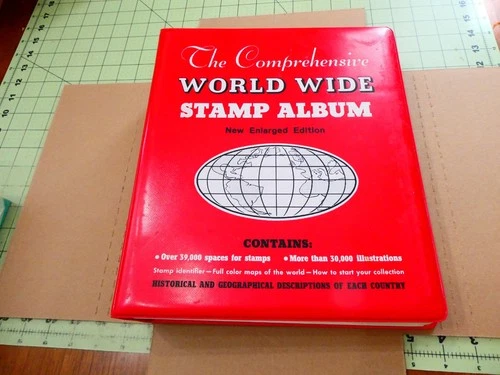 The Comprehensive
WORLD WIDE
STAMP ALBUM
New Enlarged Edition
CONTAINS:
• Over 39,000 spaces for stamps • More than 30,000 illustrations
Stamp identifier—Full color maps of the world—How to start your collection
HISTORICAL AND GEOGRAPHICAL DESCRIPTIONS OF EACH COUNTRY